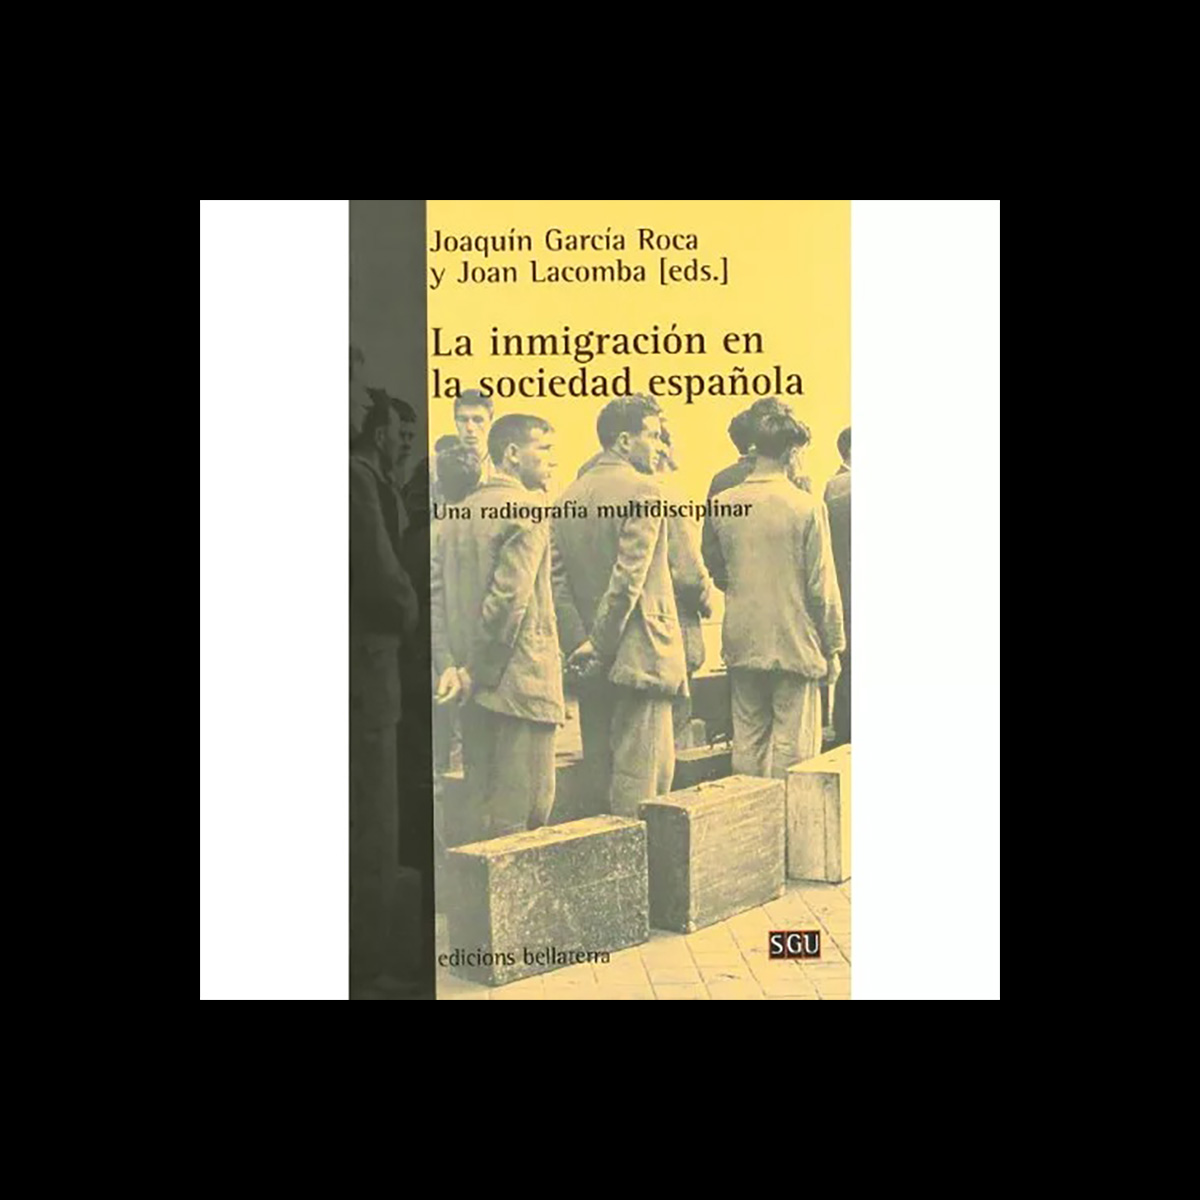 Joaquín García Roca
y Joan Lacomba [eds.]
La inmigración en
la sociedad española
Una radiografía multidisciplinar
edicions bellaterra
SGU